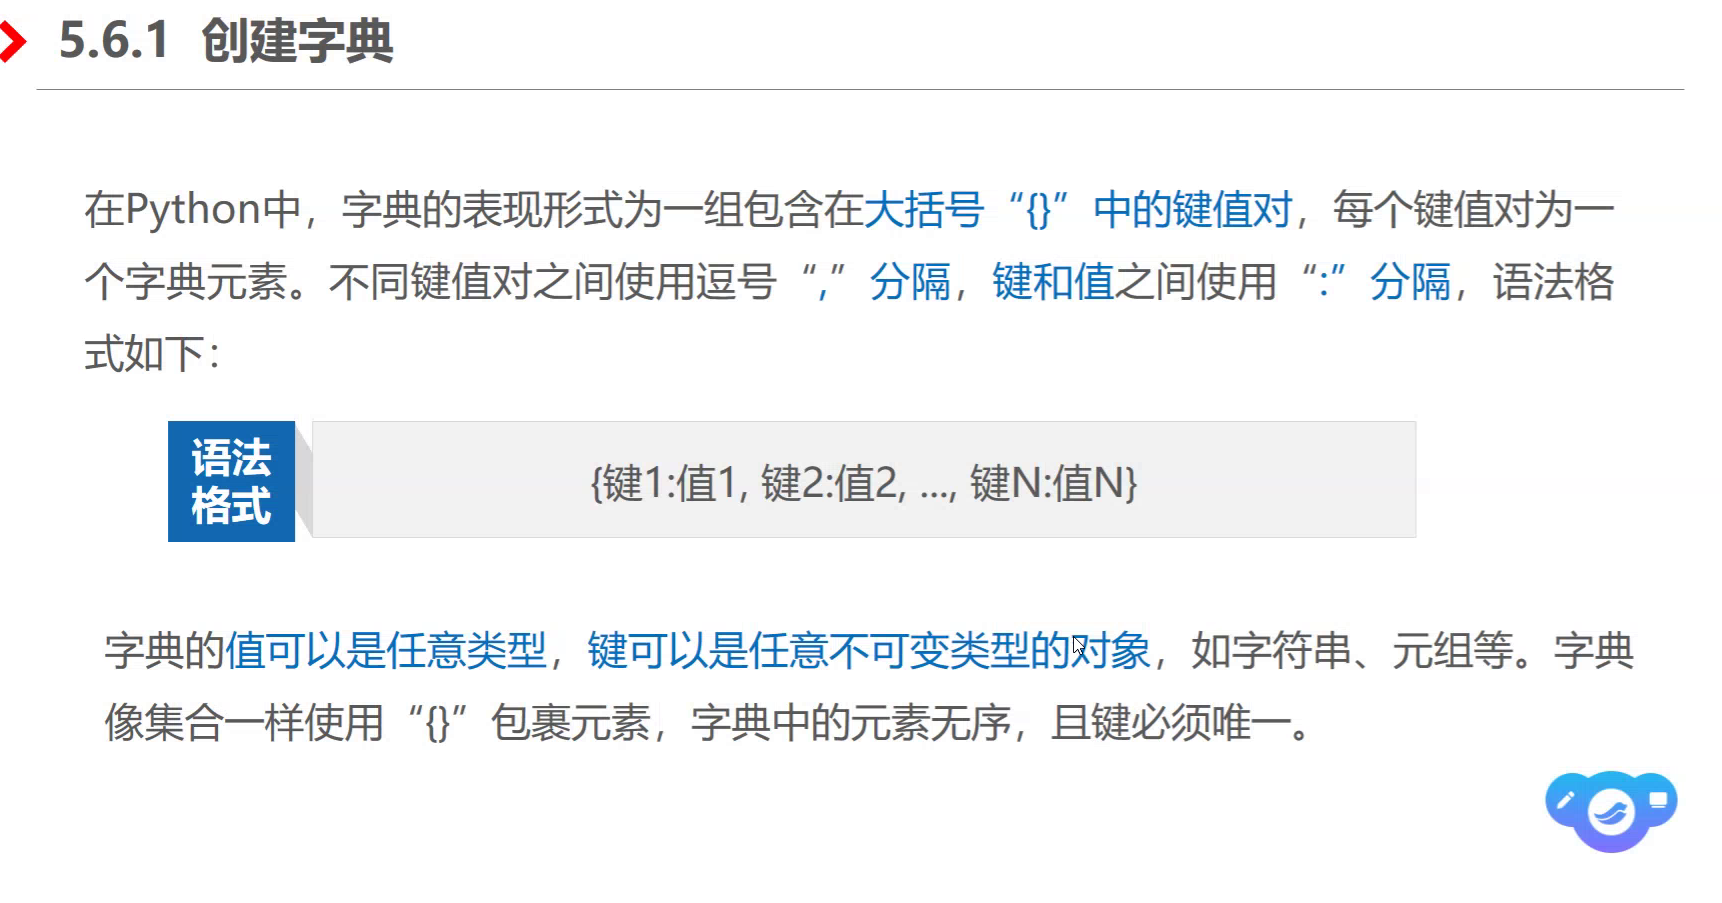 5.6.1 创建字典
在Python中，字典的表现形式为一组包含在大括号“{}”中的键值对，每个键值对为一
个字典元素。不同键值对之间使用逗号“,”分隔，键和值之间使用“:”分隔，语法格
式如下：
语法
格式
{键1:值1, 键2:值2, ..., 键N:值N}
字典的值可以是任意类型，键可以是任意不可变类型的对象，如字符串、元组等。字典
像集合一样使用“{}”包裹元素，字典中的元素无序，且键必须唯一。